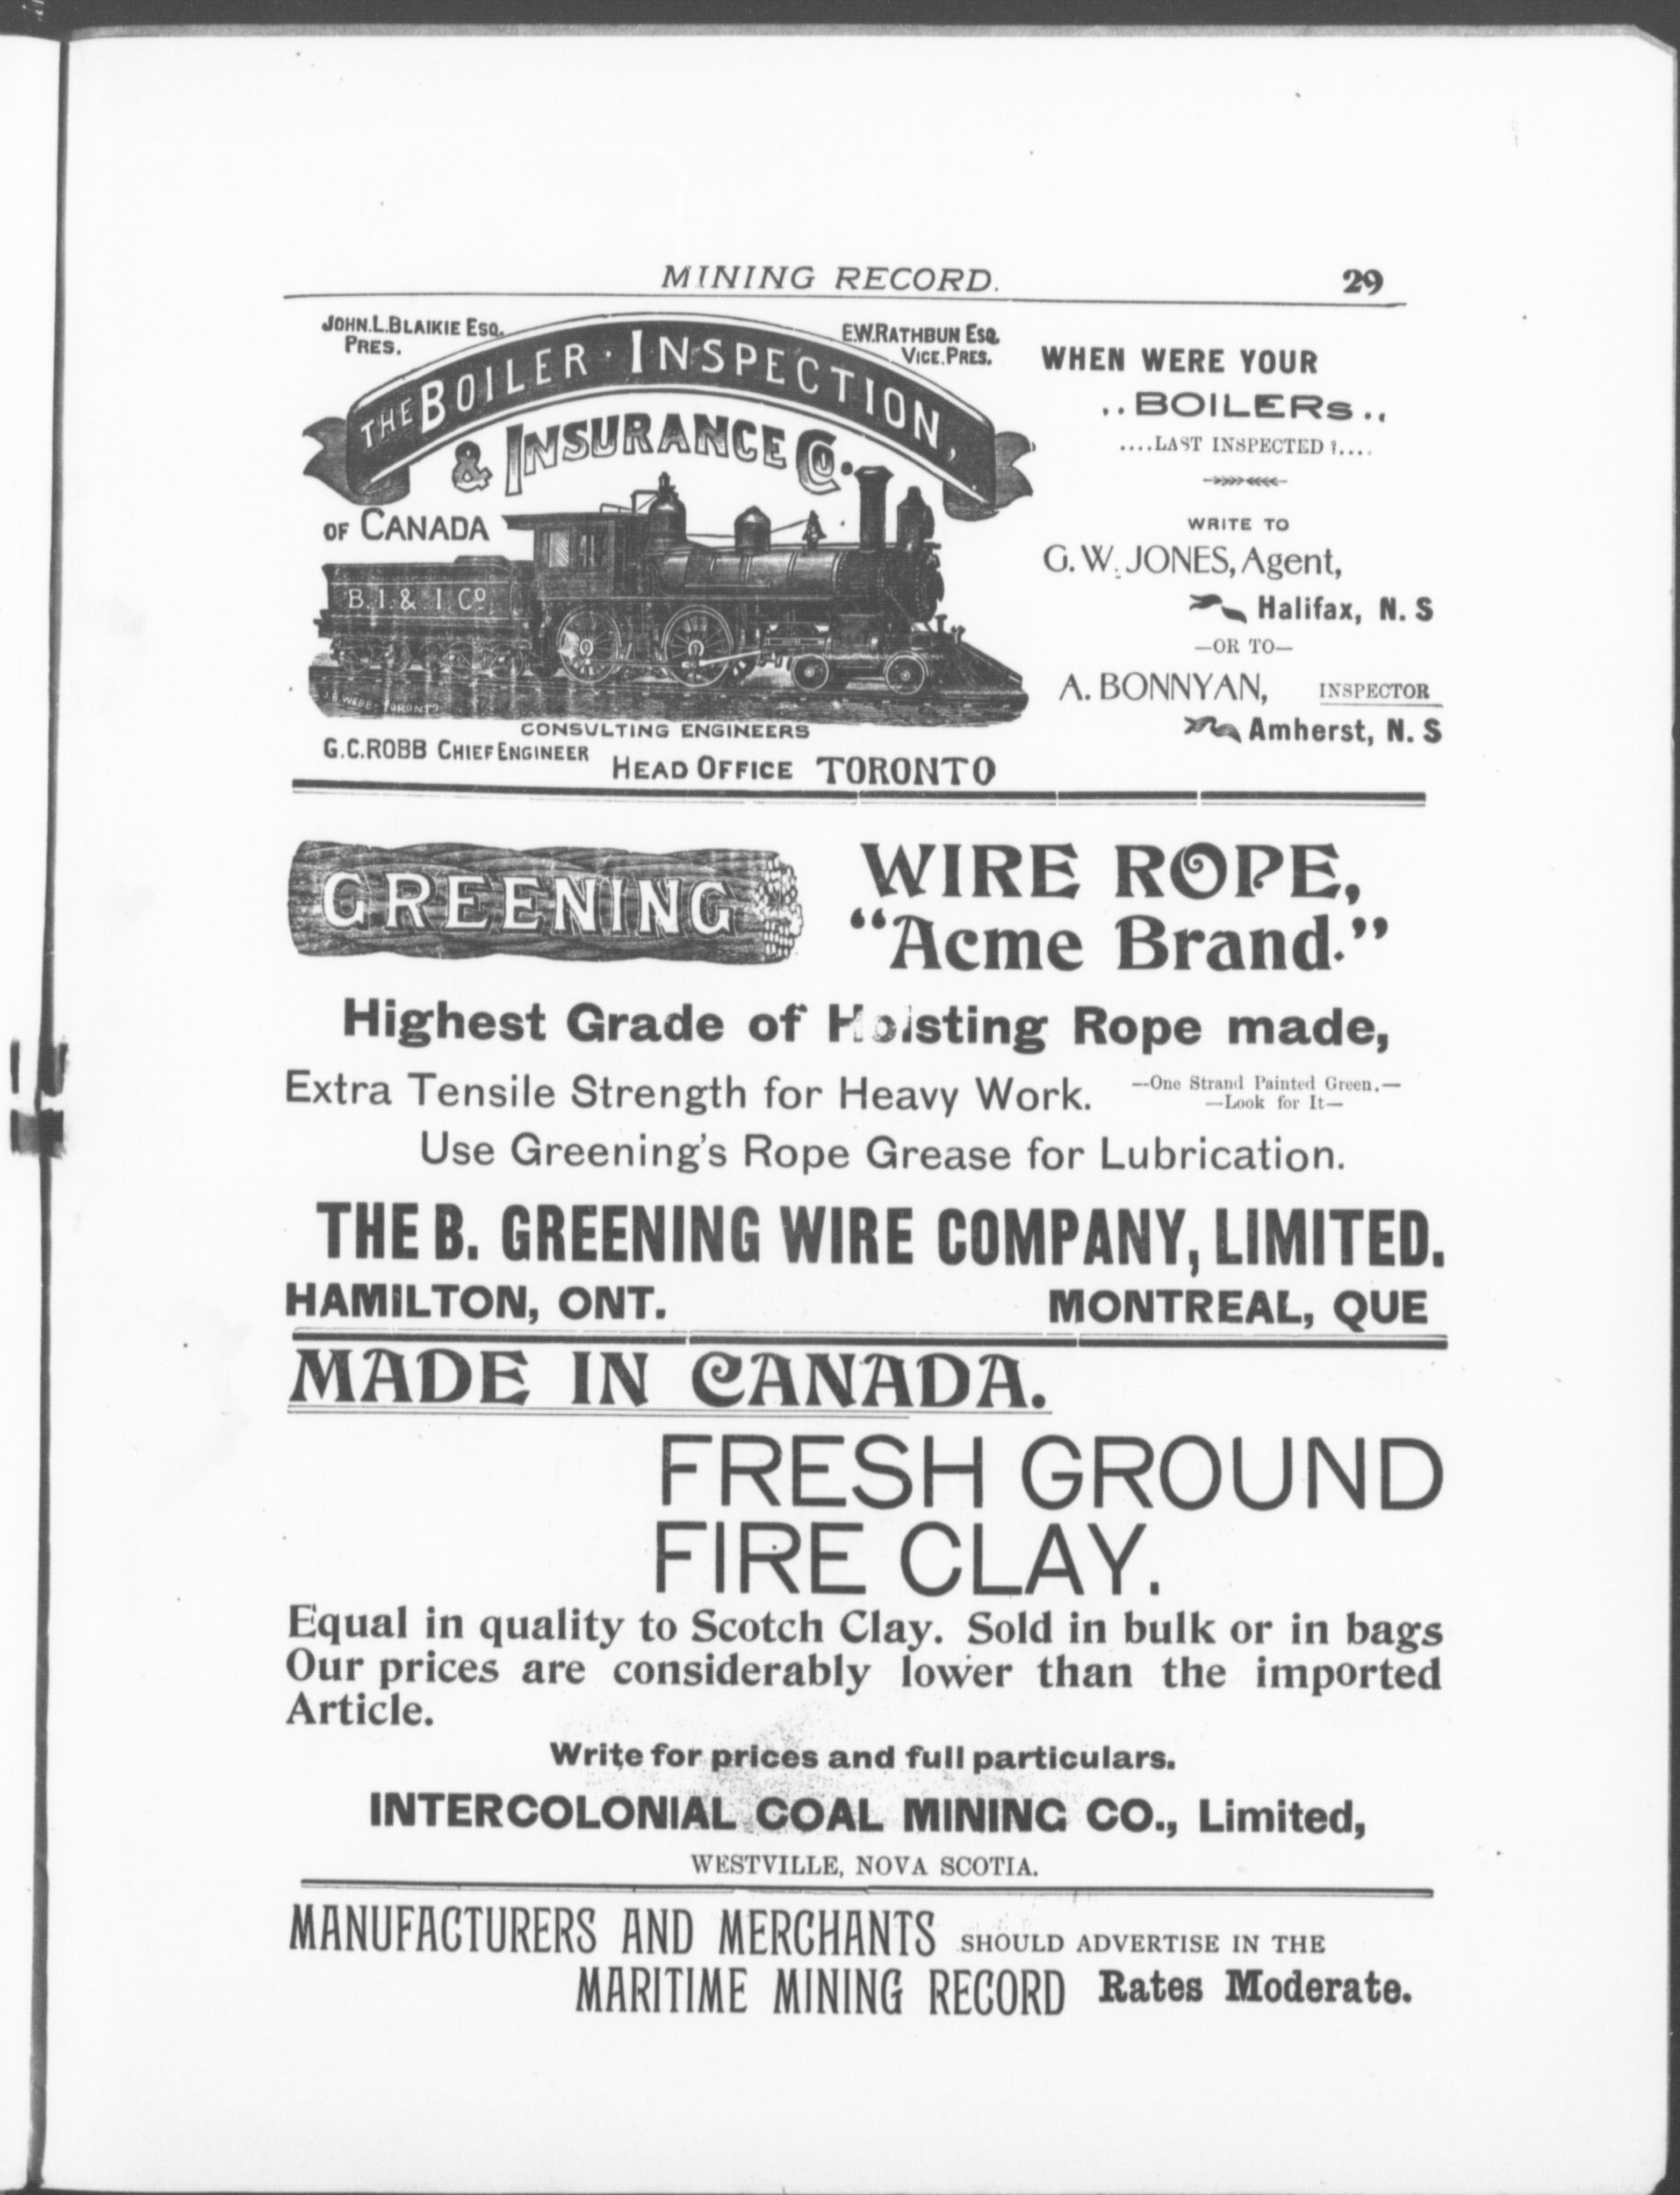 MINING RECORD. 29
JOHN.L.BLAIKIE ESQ.
PRES.
E.W.RATHBUN ESQ.
VICE.PRES.
THE BOILER · INSPECTION,
& INSURANCE CO.
OF CANADA
B.I.& I.CO
CONSULTING ENGINEERS
G.C.ROBB CHIEF ENGINEER
HEAD OFFICE TORONTO
WHEN WERE YOUR
..BOILERS..
....LAST INSPECTED ?....
WRITE TO
G. W. JONES, Agent,
Halifax, N. S
—OR TO—
A. BONNYAN, INSPECTOR
Amherst, N. S
GREENING
WIRE ROPE,
"Acme Brand."
Highest Grade of Hoisting Rope made,
Extra Tensile Strength for Heavy Work.
—One Strand Painted Green.—
—Look for It—
Use Greening's Rope Grease for Lubrication.
THE B. GREENING WIRE COMPANY, LIMITED.
HAMILTON, ONT. MONTREAL, QUE
MADE IN CANADA.
FRESH GROUND
FIRE CLAY.
Equal in quality to Scotch Clay. Sold in bulk or in bags
Our prices are considerably lower than the imported
Article.
Write for prices and full particulars.
INTERCOLONIAL COAL MINING CO., Limited,
WESTVILLE, NOVA SCOTIA.
MANUFACTURERS AND MERCHANTS SHOULD ADVERTISE IN THE
MARITIME MINING RECORD Rates Moderate.